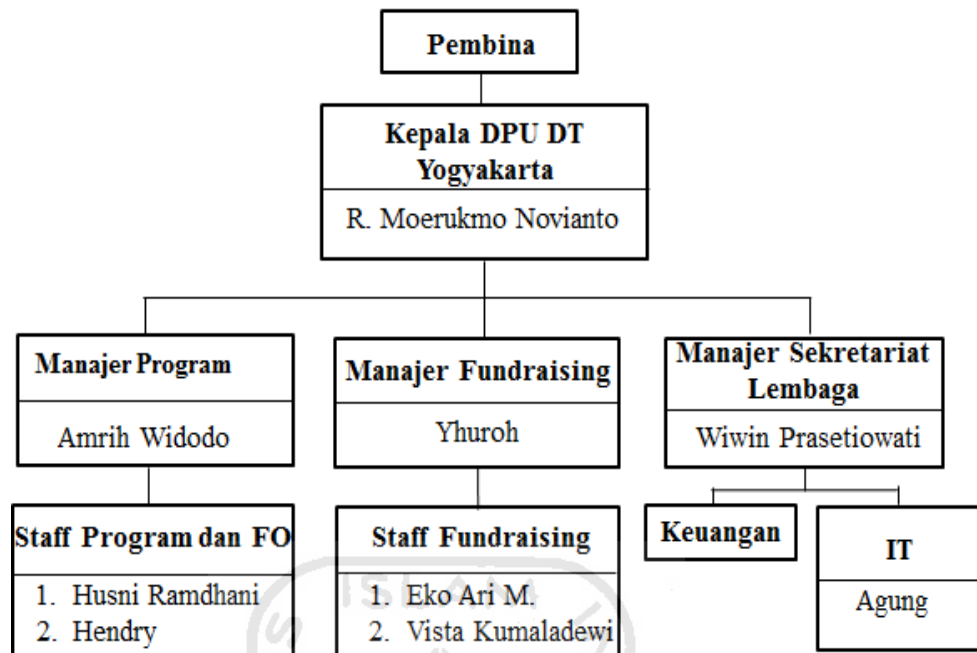 Pembina
Kepala DPU DT
Yogyakarta
R. Moerukmo Novianto
Manajer Program
Amrih Widodo
Manajer Fundraising
Yhuroh
Manajer Sekretariat
Lembaga
Wiwin Prasetiowati
Staff Program dan FO
1. Husni Ramdhani
2. Hendry
Staff Fundraising
1. Eko Ari M.
2. Vista Kumaladewi
Keuangan
IT
Agung
ISLAM